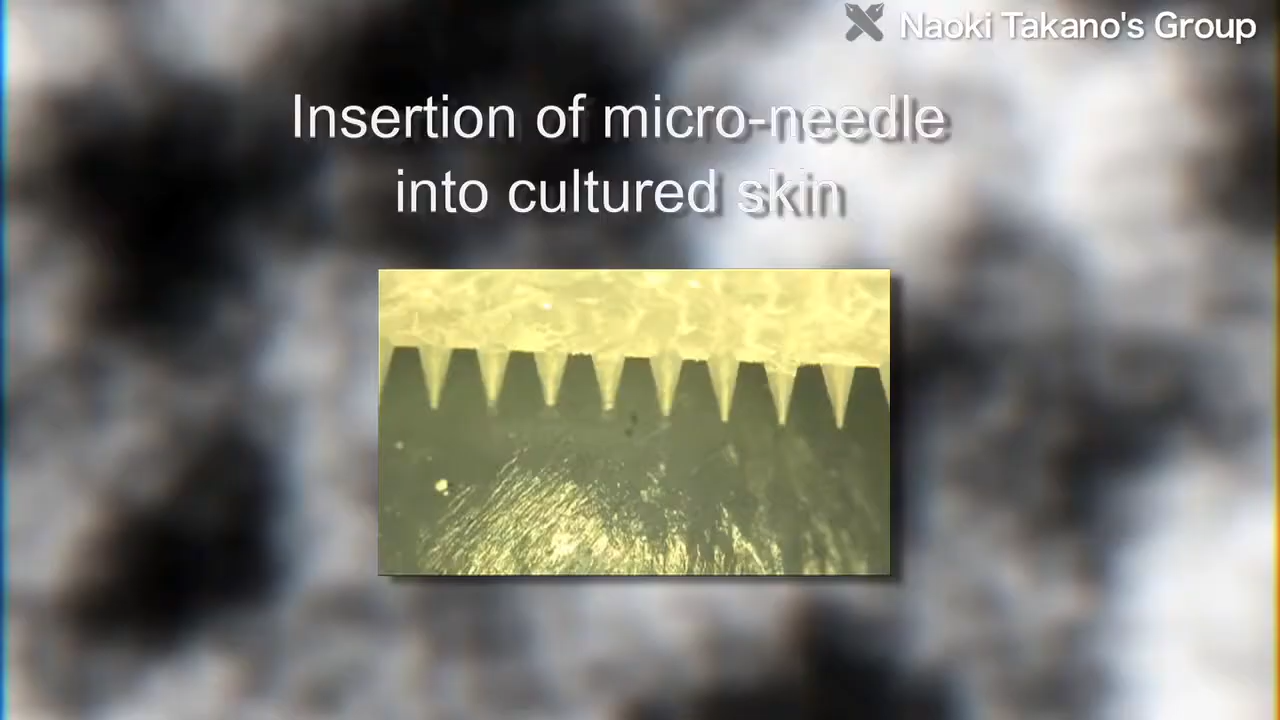 Naoki Takano's Group
Insertion of micro-needle
into cultured skin